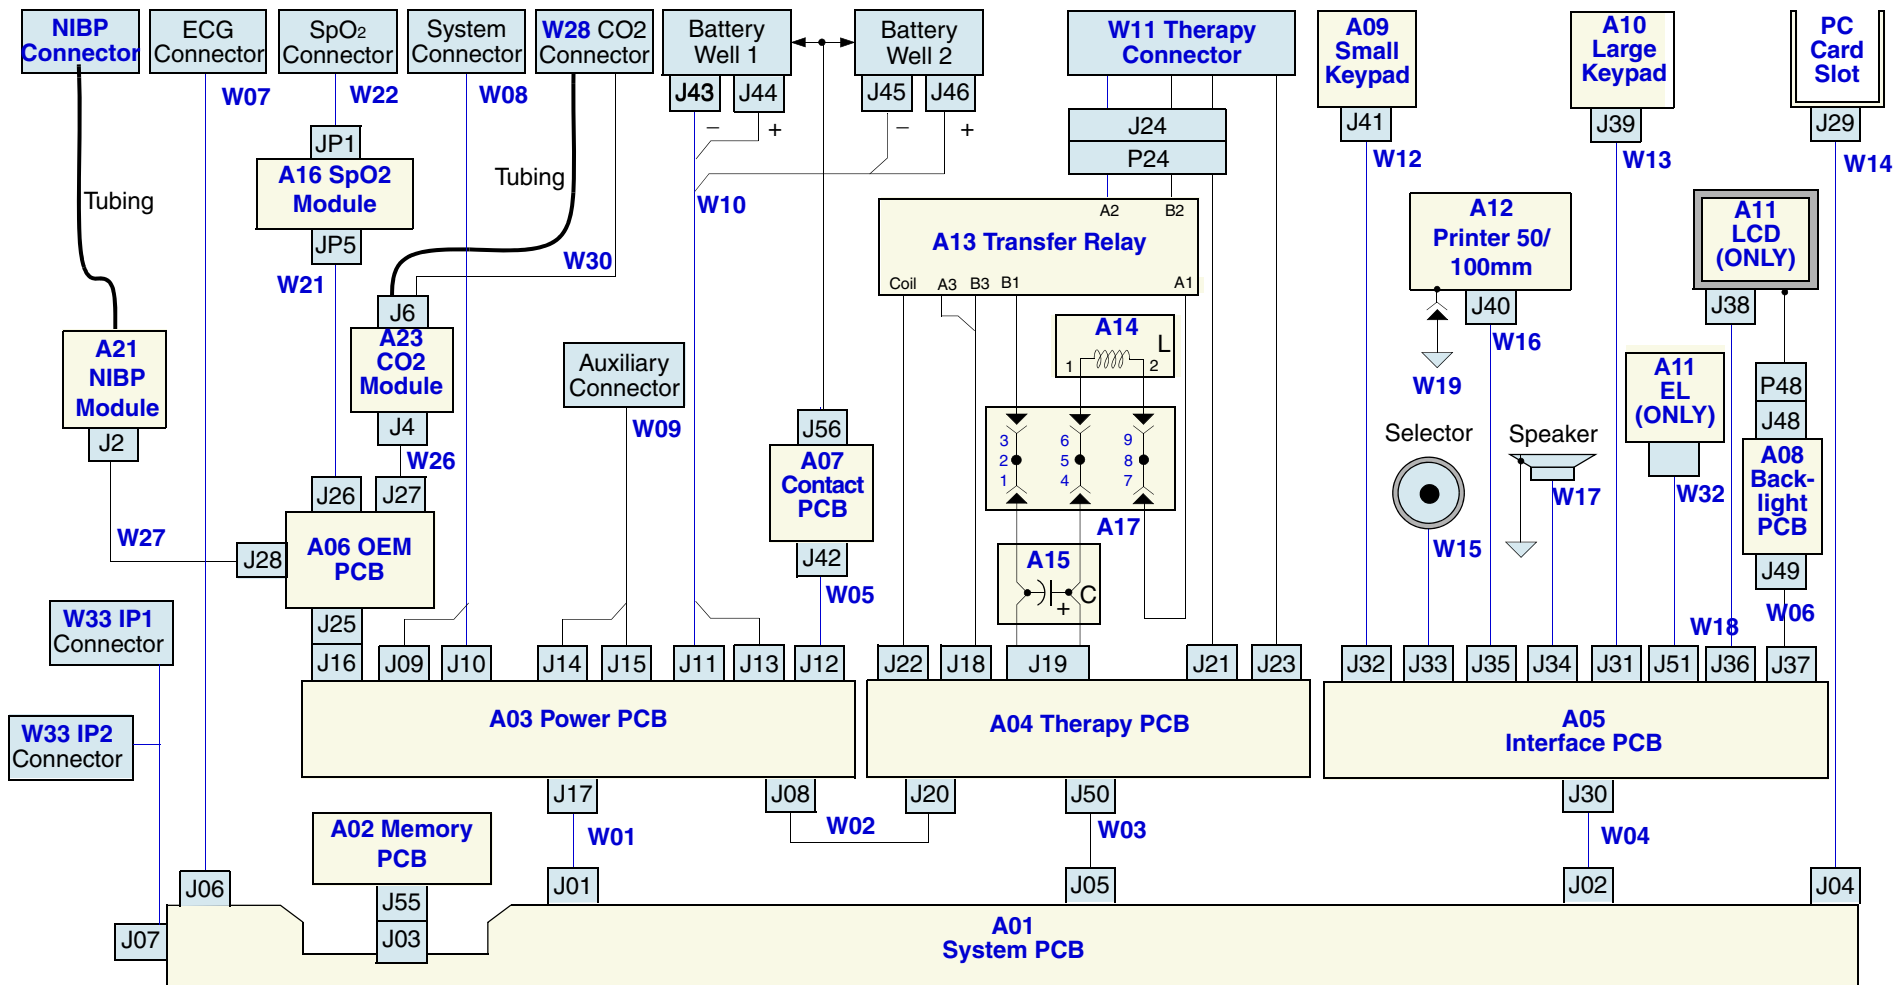 NIBP
Connector
ECG
Connector
SpO2
Connector
System
Connector
W28 CO2
Connector
Battery
Well 1
Battery
Well 2
W11 Therapy
Connector
A09
Small
Keypad
A10
Large
Keypad
PC
Card
Slot
W07
W22
W08
J43
J44
J45
J46
–
+
–
+
J24
P24
J41
J39
J29
W12
W13
W14
JP1
A16 SpO2
Module
JP5
Tubing
Tubing
W10
W21
W30
A2
B2
A13 Transfer Relay
Coil
A3
B3
B1
A1
A12
Printer 50/
100mm
J40
W16
W19
A11
LCD
(ONLY)
J38
J6
A23
CO2
Module
J4
W26
A21
NIBP
Module
J2
Auxiliary
Connector
W09
A14
L
1
2
3
2
1
6
5
4
9
8
7
A17
A15
C
+
J56
A07
Contact
PCB
J42
W05
A11
EL
(ONLY)
W32
P48
J48
A08
Back-
light
PCB
J49
W06
Selector
Speaker
W17
W15
W18
W27
J26
J27
J28
A06 OEM
PCB
J25
J16
J09
J10
J14
J15
J11
J13
J12
J22
J18
J19
J21
J23
J32
J33
J35
J34
J31
J51
J36
J37
W33 IP1
Connector
W33 IP2
Connector
A03 Power PCB
A04 Therapy PCB
A05
Interface PCB
J17
J08
J20
J50
J30
W01
W02
W03
W04
A02 Memory
PCB
J55
J03
J06
J01
J05
J02
J04
J07
A01
System PCB